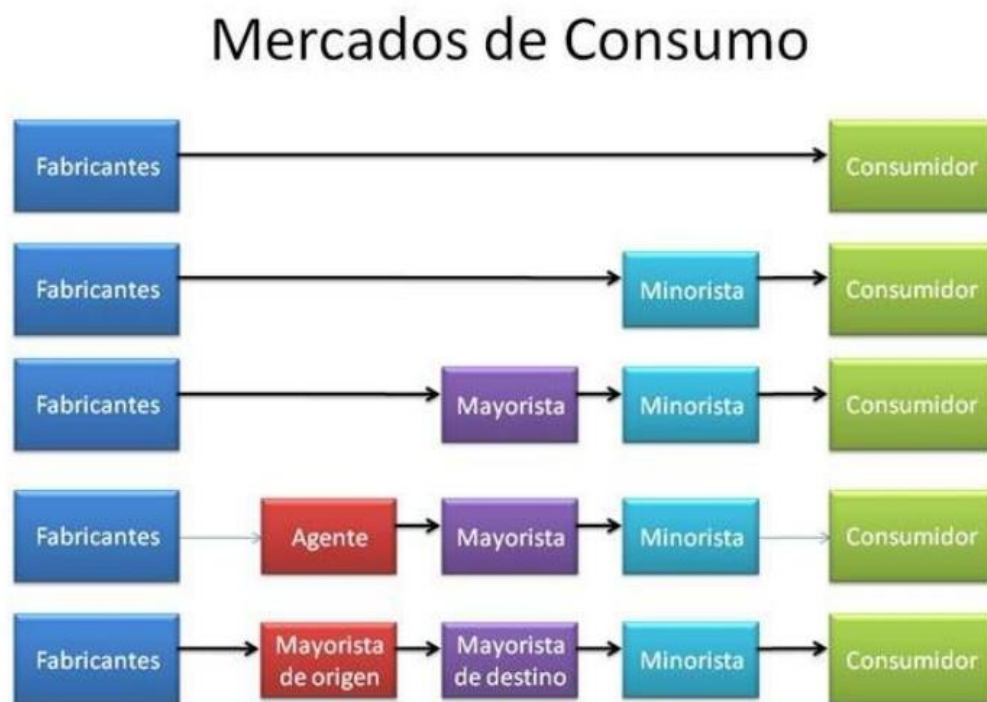 Mercados de Consumo
Fabricantes
Consumidor
Fabricantes
Minorista
Consumidor
Fabricantes
Mayorista
Minorista
Consumidor
Fabricantes
Agente
Mayorista
Minorista
Consumidor
Fabricantes
Mayorista
de origen
Mayorista
de destino
Minorista
Consumidor